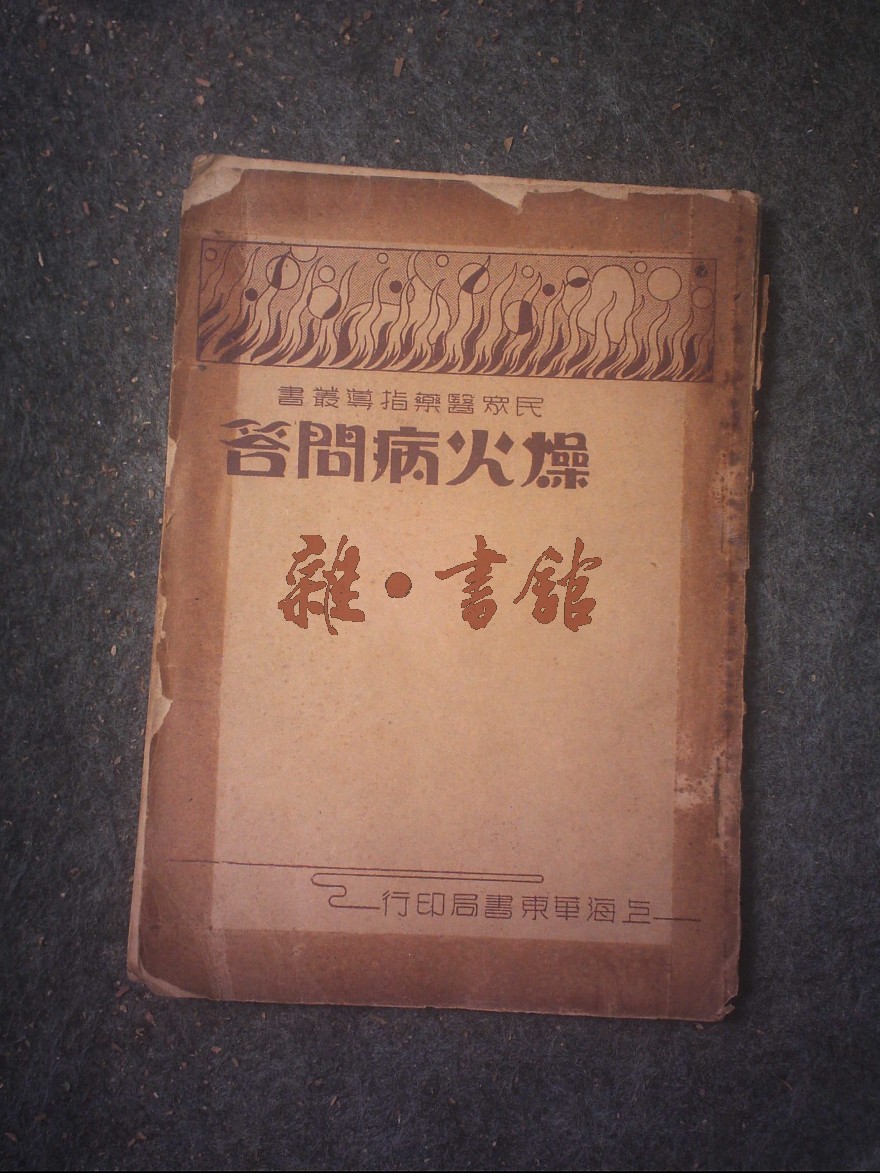 民眾醫藥指導叢書
燥火病問答
雜·書館
上海華東書局印行